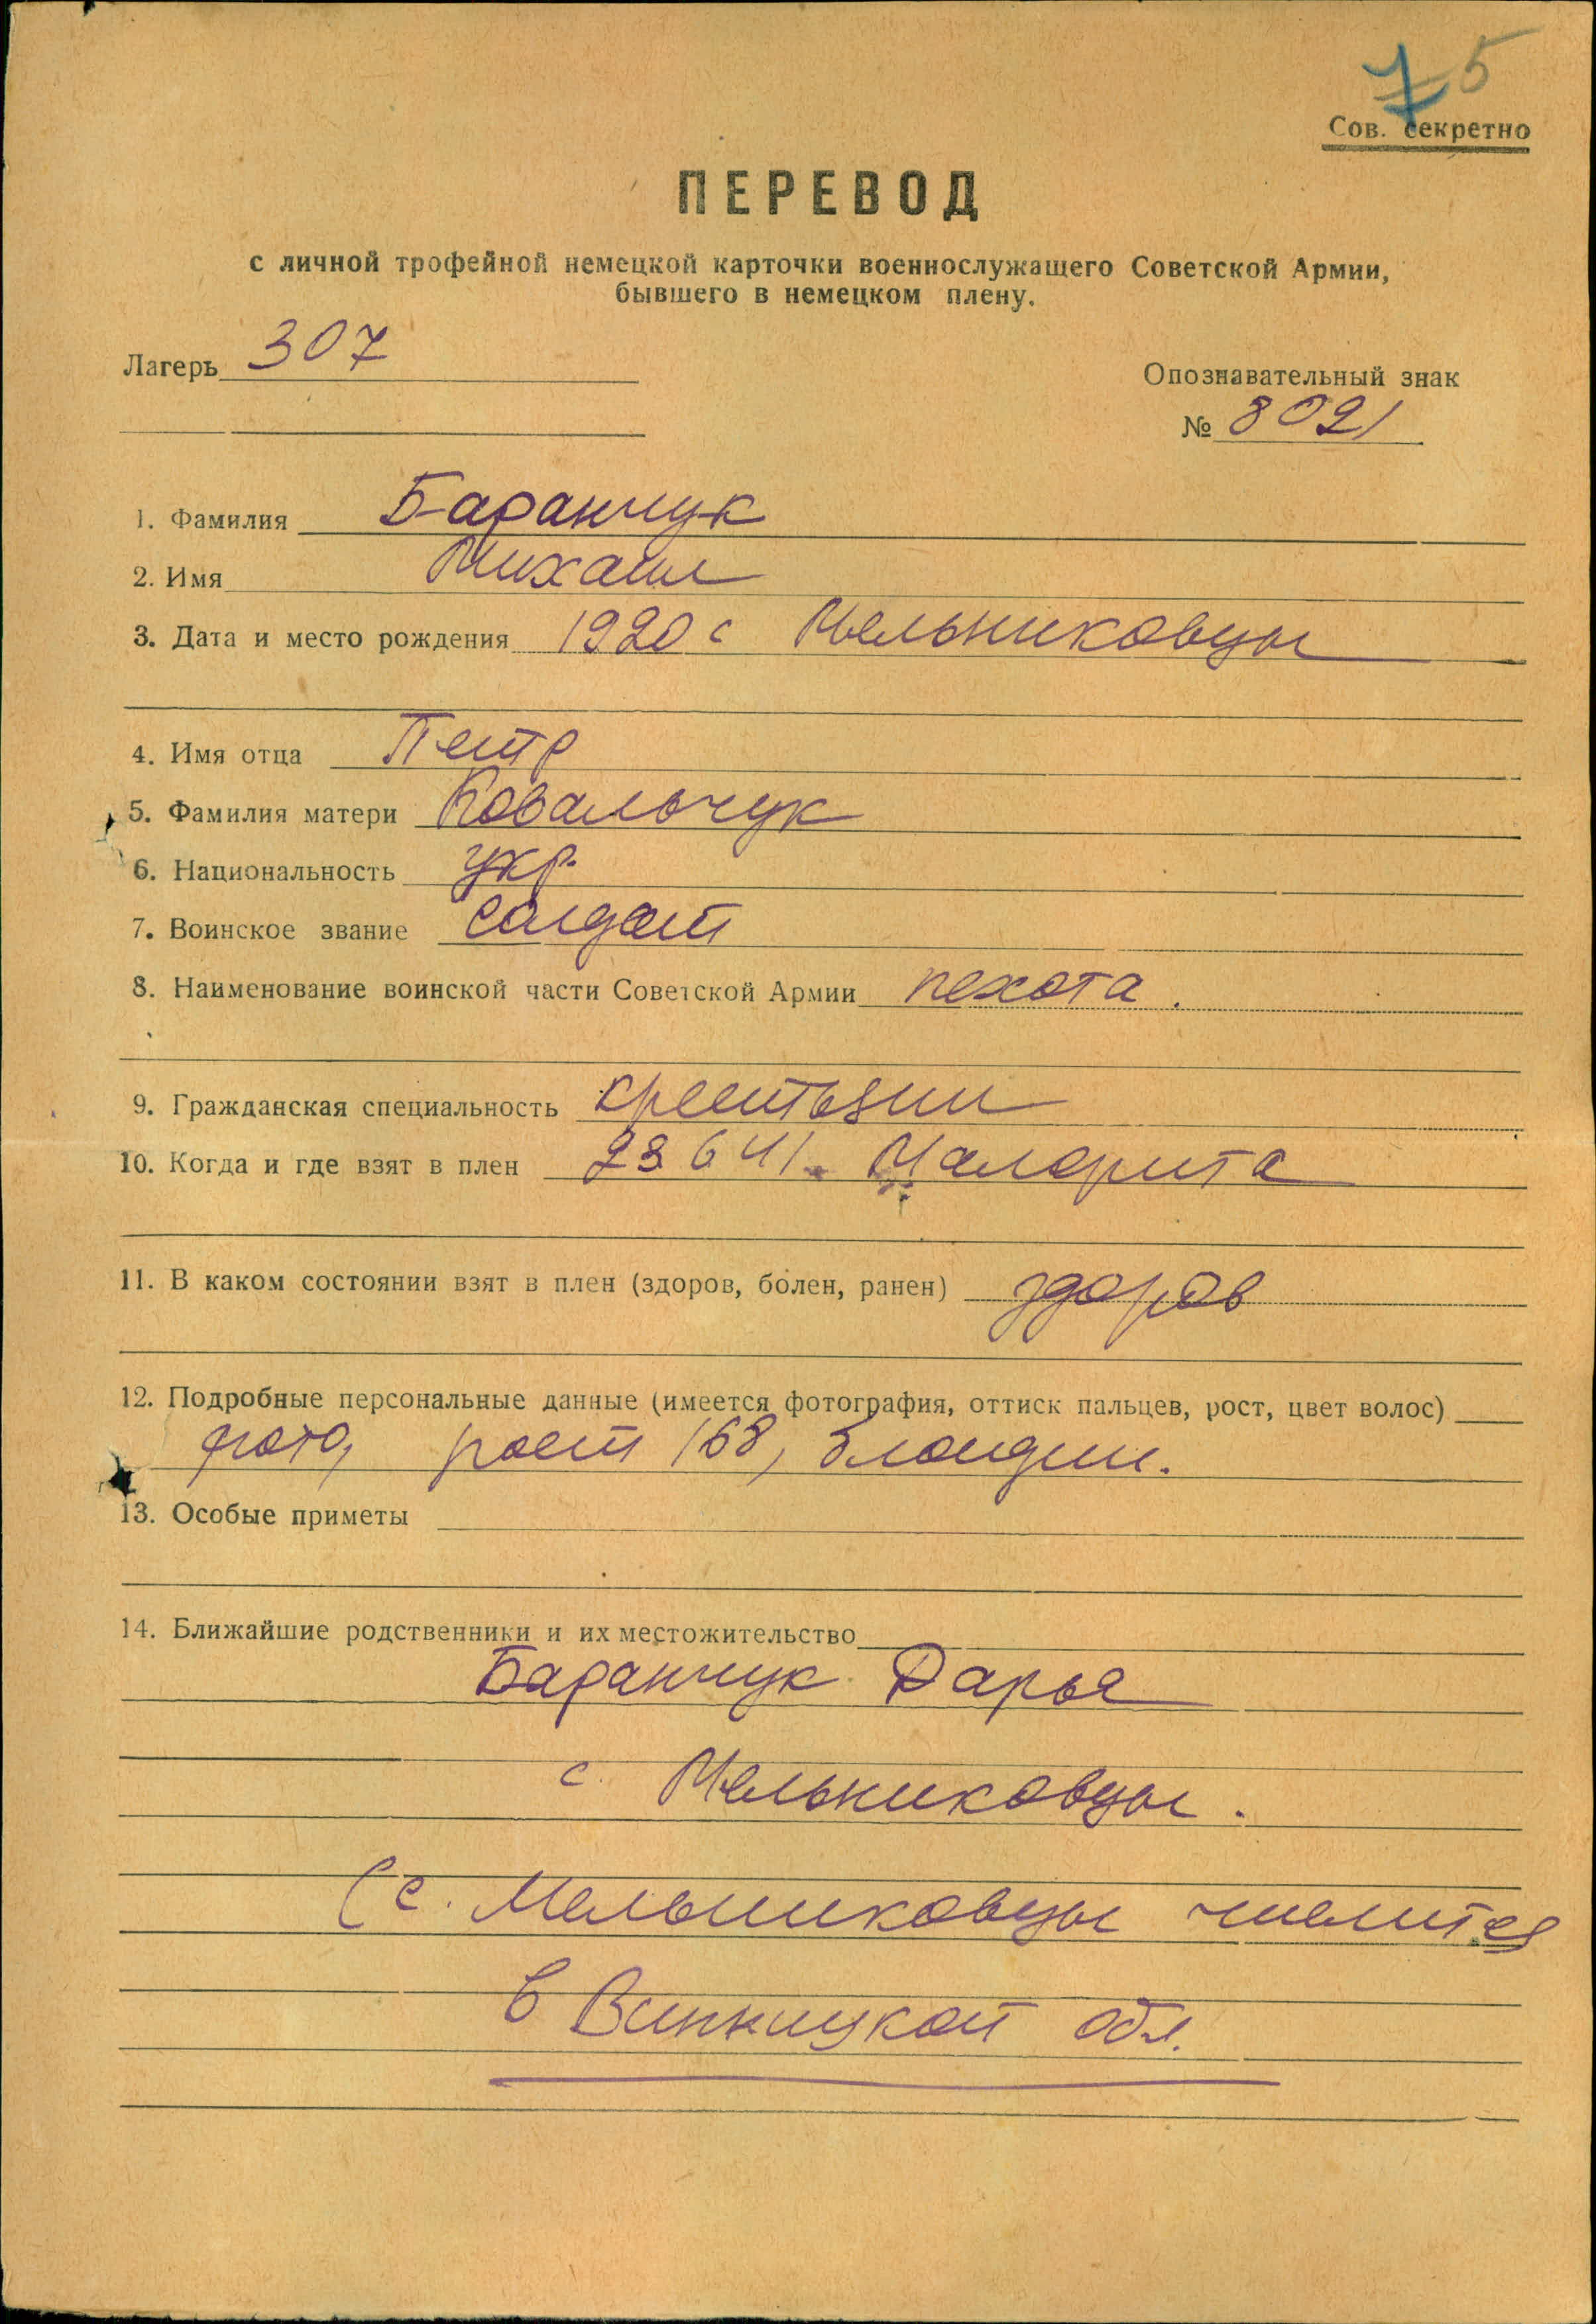 7 5
Сов. секретно
ПЕРЕВОД
с личной трофейной немецкой карточки военнослужащего Советской Армии,
бывшего в немецком плену.
Лагерь 307
Опознавательный знак
№ 8021
1. Фамилия Баранчук
2. Имя Михаил
3. Дата и место рождения 1920 с Мельниковцы
4. Имя отца Петр
5. Фамилия матери Ковальчук
6. Национальность укр.
7. Воинское звание солдат
8. Наименование воинской части Советской Армии пехота.
9. Гражданская специальность крестьянин
10. Когда и где взят в плен 23.6.41. Малорита
11. В каком состоянии взят в плен (здоров, болен, ранен) здоров
12. Подробные персональные данные (имеется фотография, оттиск пальцев, рост, цвет волос)
фото, рост 168, блондин.
13. Особые приметы
14. Ближайшие родственники и их местожительство
Баранчук Дарья
с. Мельниковцы.
(с. Мельниковцы числится
в Винницкой обл.